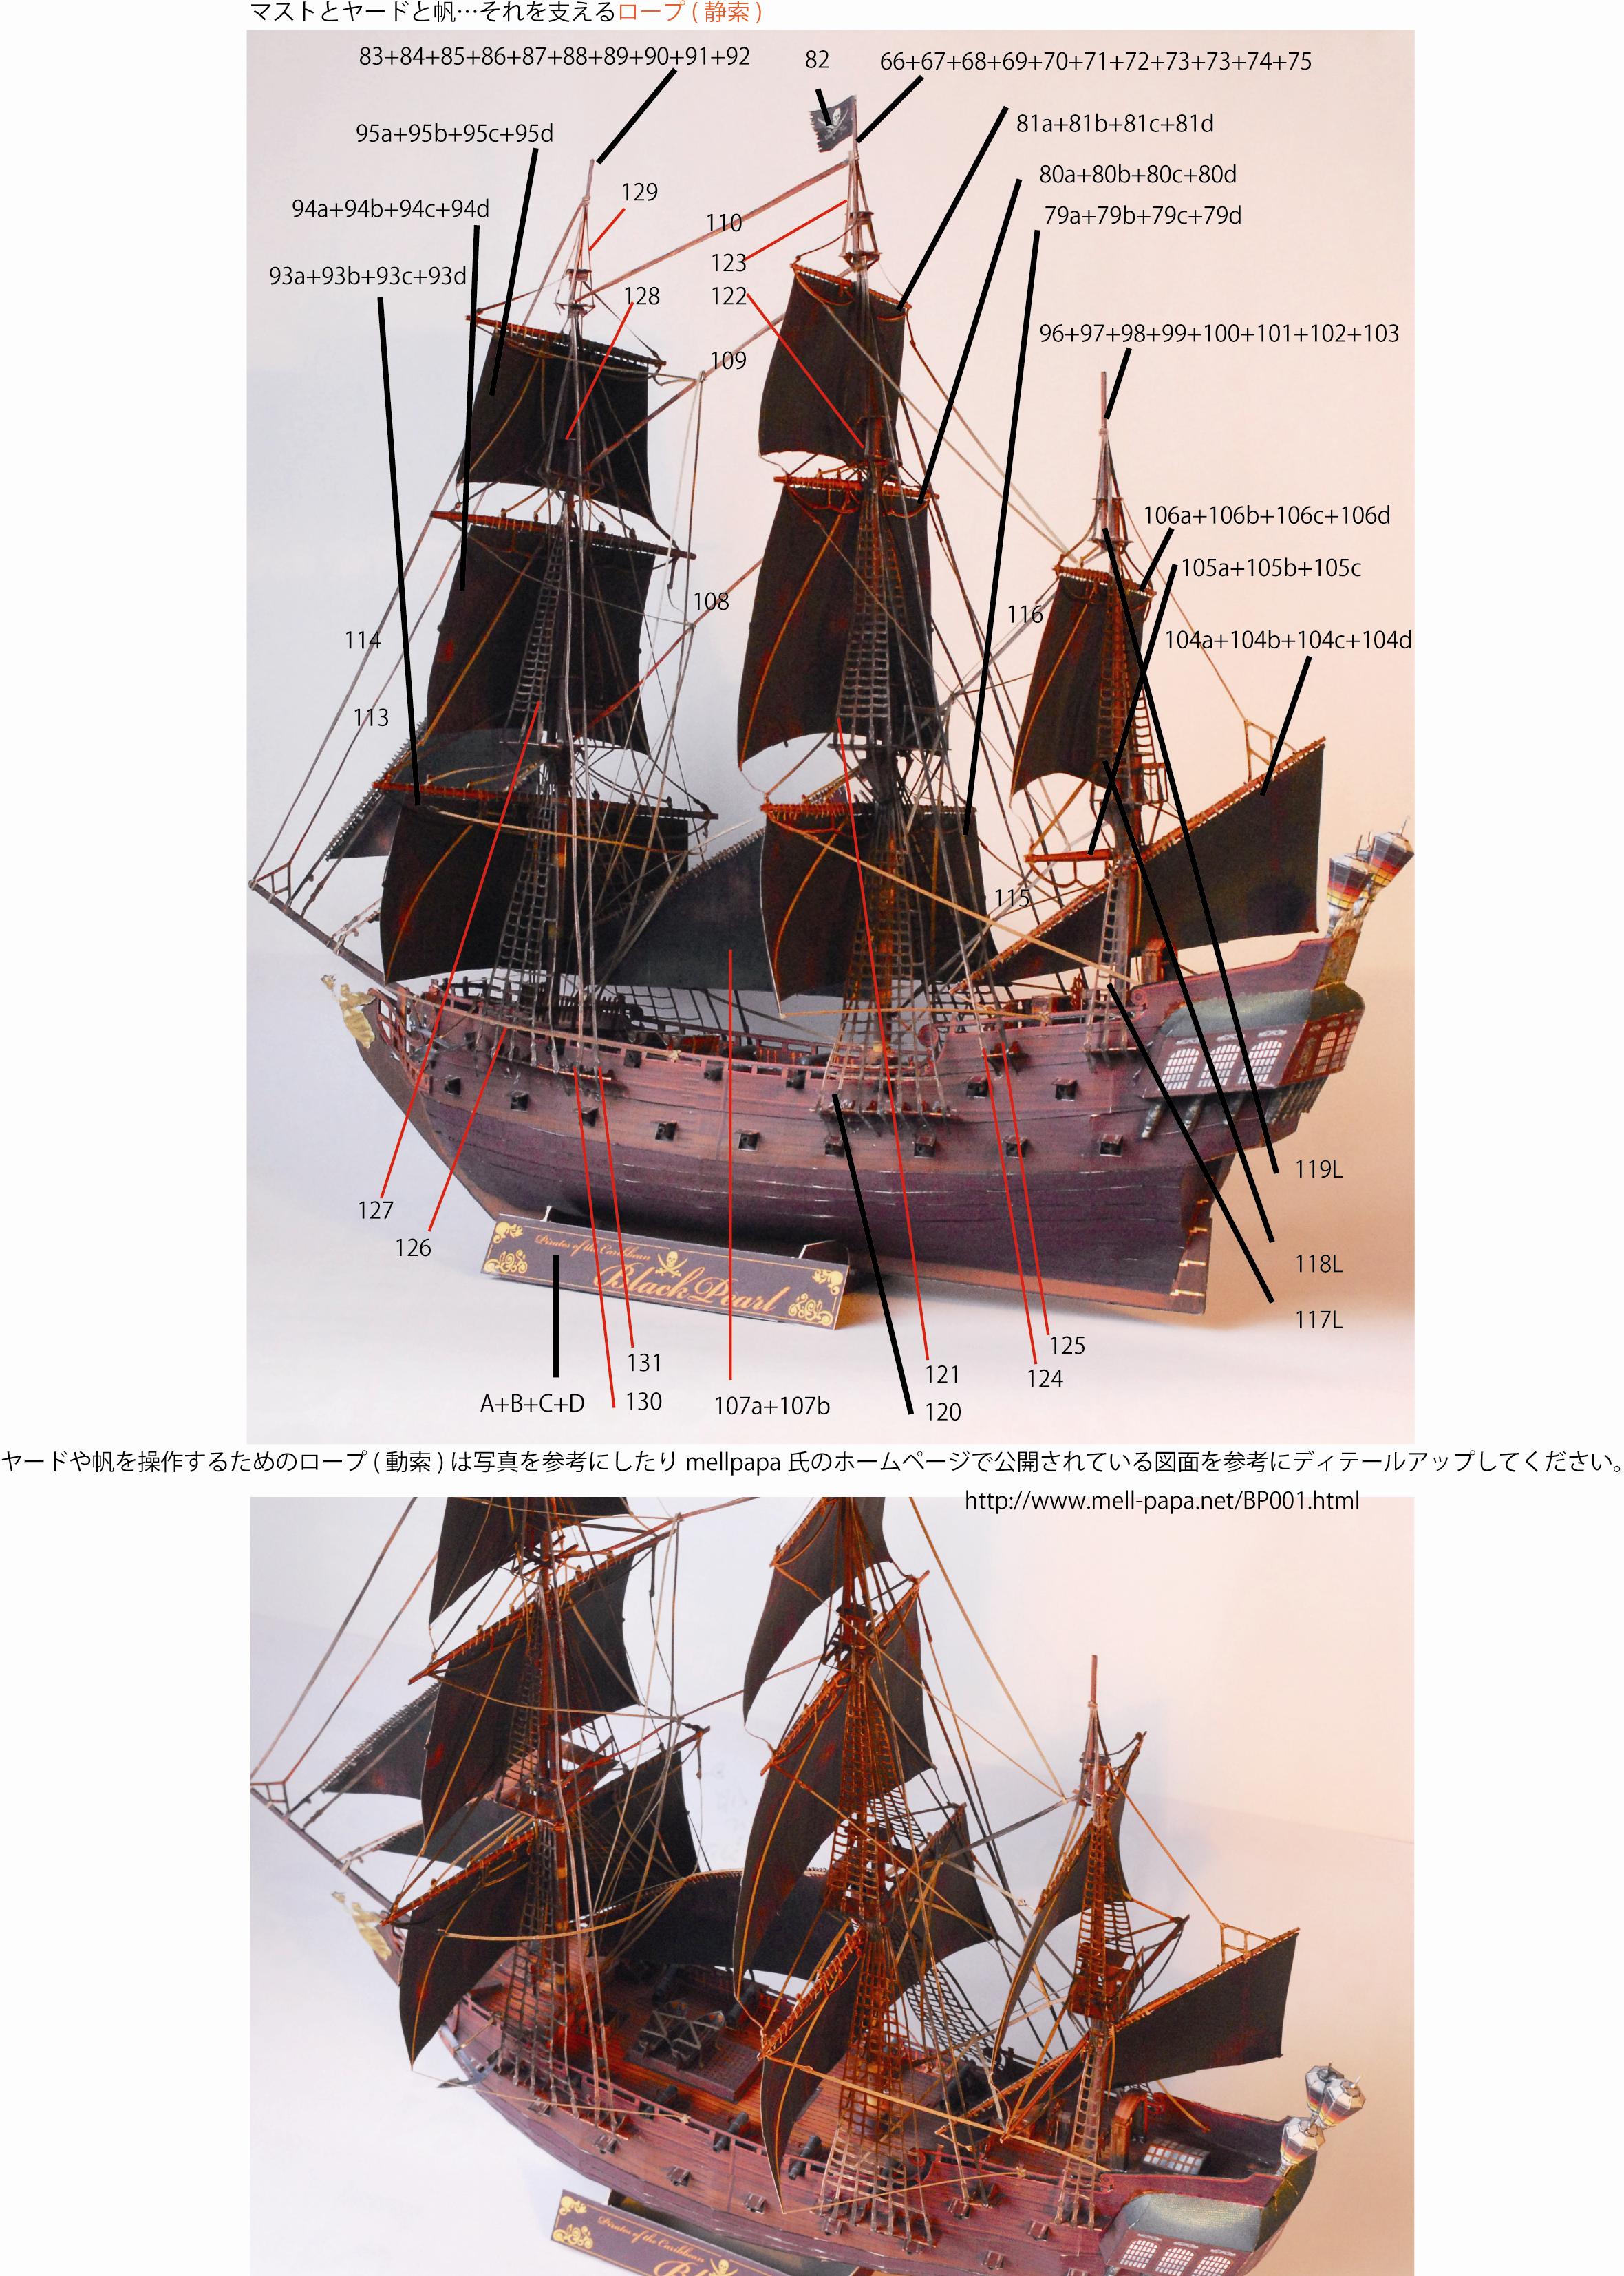 マストとヤードと帆…それを支えるロープ ( 静索 )
83+84+85+86+87+88+89+90+91+92
82
66+67+68+69+70+71+72+73+73+74+75
95a+95b+95c+95d
81a+81b+81c+81d
80a+80b+80c+80d
129
94a+94b+94c+94d
110
79a+79b+79c+79d
123
93a+93b+93c+93d
128
122
96+97+98+99+100+101+102+103
109
106a+106b+106c+106d
105a+105b+105c
108
116
114
104a+104b+104c+104d
113
115
119L
127
126
118L
117L
Pirates of the Caribbean
Black Pearl
125
131
121
124
A+B+C+D
130
107a+107b
120
ヤードや帆を操作するためのロープ ( 動索 ) は写真を参考にしたり mellpapa 氏のホームページで公開されている図面を参考にディテールアップしてください。
http://www.mell-papa.net/BP001.html
Pirates of the Caribbean